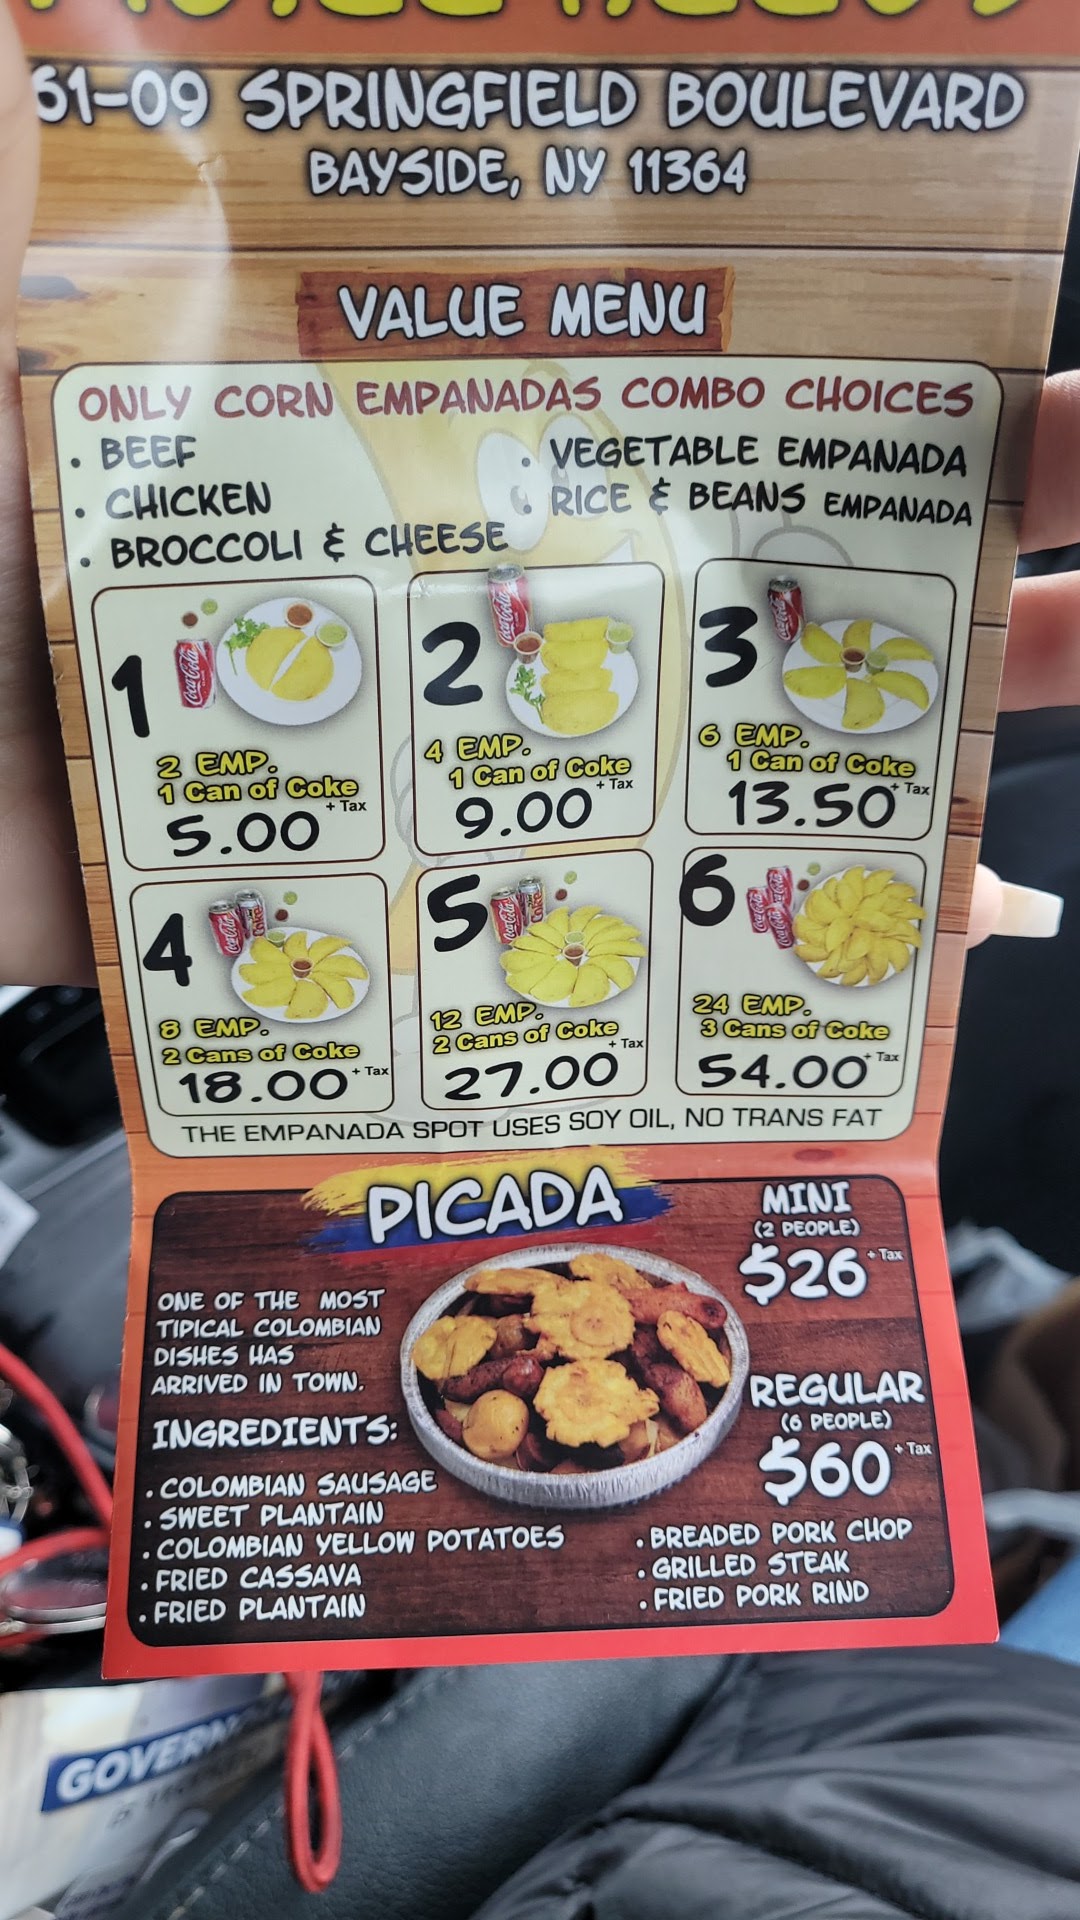 61-09 SPRINGFIELD BOULEVARD
BAYSIDE, NY 11364
VALUE MENU
ONLY CORN EMPANADAS COMBO CHOICES
• BEEF
• CHICKEN
• BROCCOLI & CHEESE
• VEGETABLE EMPANADA
• RICE & BEANS EMPANADA
1
2 EMP.
1 Can of Coke
5.00 + Tax
2
4 EMP.
1 Can of Coke
9.00 + Tax
3
6 EMP.
1 Can of Coke
13.50 + Tax
4
8 EMP.
2 Cans of Coke
18.00 + Tax
5
12 EMP.
2 Cans of Coke
27.00 + Tax
6
24 EMP.
3 Cans of Coke
54.00 + Tax
THE EMPANADA SPOT USES SOY OIL, NO TRANS FAT
PICADA
MINI
(2 PEOPLE)
$26 + Tax
ONE OF THE MOST
TIPICAL COLOMBIAN
DISHES HAS
ARRIVED IN TOWN.
REGULAR
(6 PEOPLE)
$60 + Tax
INGREDIENTS:
• COLOMBIAN SAUSAGE
• SWEET PLANTAIN
• COLOMBIAN YELLOW POTATOES
• FRIED CASSAVA
• FRIED PLANTAIN
• BREADED PORK CHOP
• GRILLED STEAK
• FRIED PORK RIND